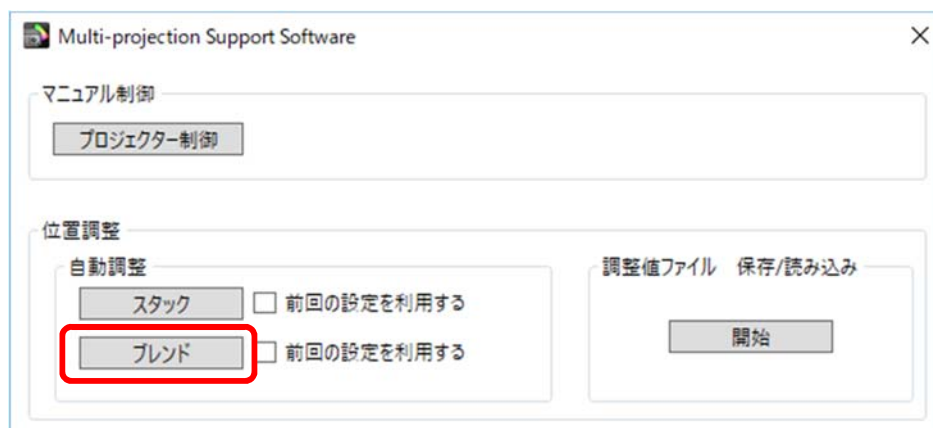 Multi-projection Support Software
マニュアル制御
プロジェクター制御
位置調整
自動調整
スタック 前回の設定を利用する
ブレンド 前回の設定を利用する
調整値ファイル 保存/読み込み
開始